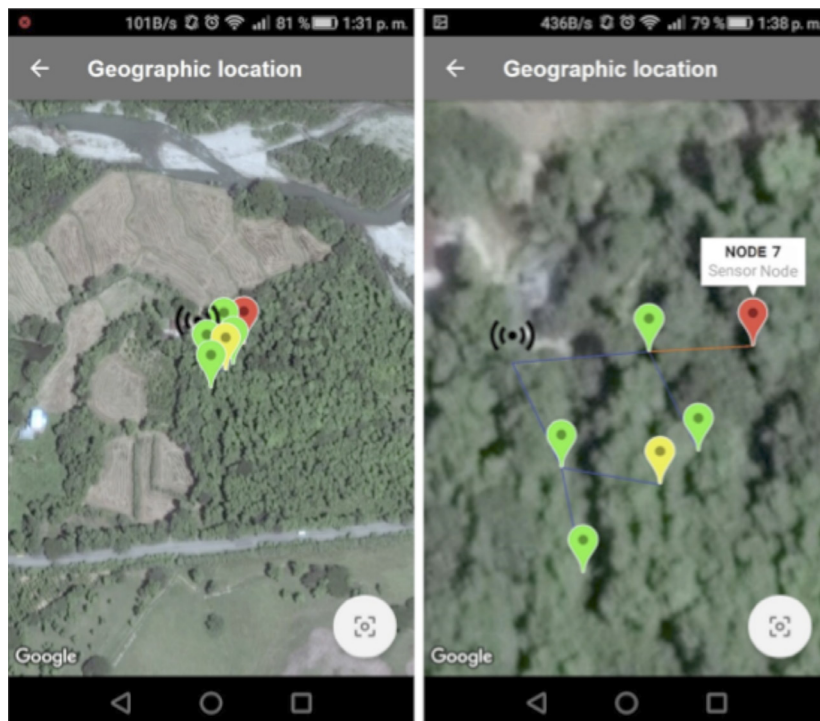 101B/s 81 % 1:31 p. m.
Geographic location
Google
436B/s 79 % 1:38 p. m.
Geographic location
NODE 7
Sensor Node
Google